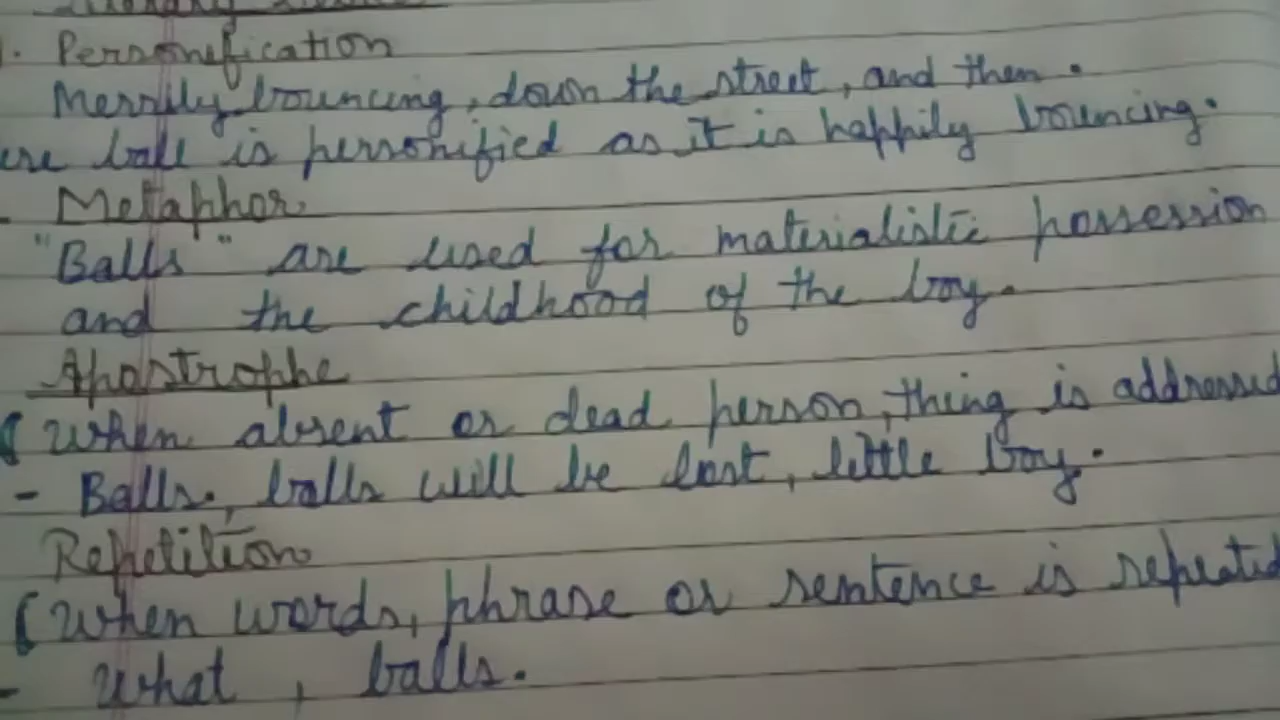 . Personification
Merrily bouncing, down the street, and then.
ere ball is personified as it is happily bouncing.
- Metaphor
"Balls" are used for materialistic possession
and the childhood of the boy.
Apostrophe
( when absent or dead person, thing is addressed
- Balls, balls will be lost, little boy.
Repetition
( when words, phrase or sentence is repeated
- what , balls.